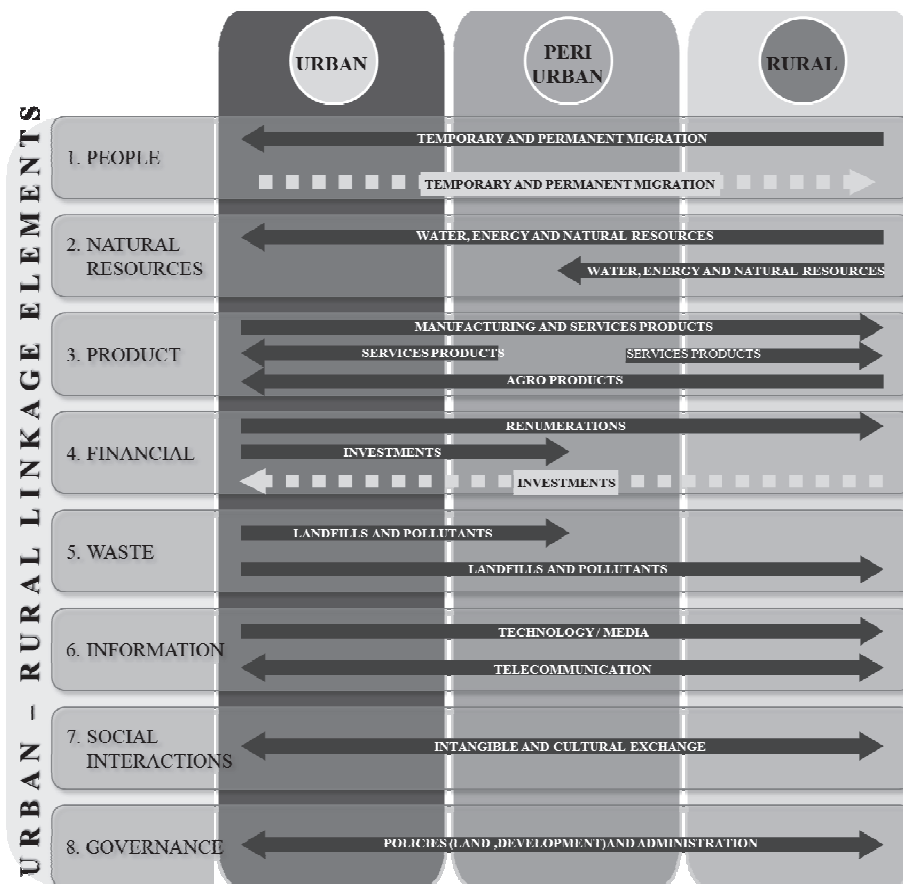 URBAN
PERI
URBAN
RURAL
URBAN – RURAL LINKAGE ELEMENTS
1. PEOPLE
TEMPORARY AND PERMANENT MIGRATION
TEMPORARY AND PERMANENT MIGRATION
2. NATURAL
RESOURCES
WATER, ENERGY AND NATURAL RESOURCES
WATER, ENERGY AND NATURAL RESOURCES
3. PRODUCT
MANUFACTURING AND SERVICES PRODUCTS
SERVICES PRODUCTS
SERVICES PRODUCTS
AGRO PRODUCTS
4. FINANCIAL
RENUMERATIONS
INVESTMENTS
INVESTMENTS
5. WASTE
LANDFILLS AND POLLUTANTS
LANDFILLS AND POLLUTANTS
6. INFORMATION
TECHNOLOGY / MEDIA
TELECOMMUNICATION
7. SOCIAL
INTERACTIONS
INTANGIBLE AND CULTURAL EXCHANGE
8. GOVERNANCE
POLICIES (LAND ,DEVELOPMENT) AND ADMINISTRATION